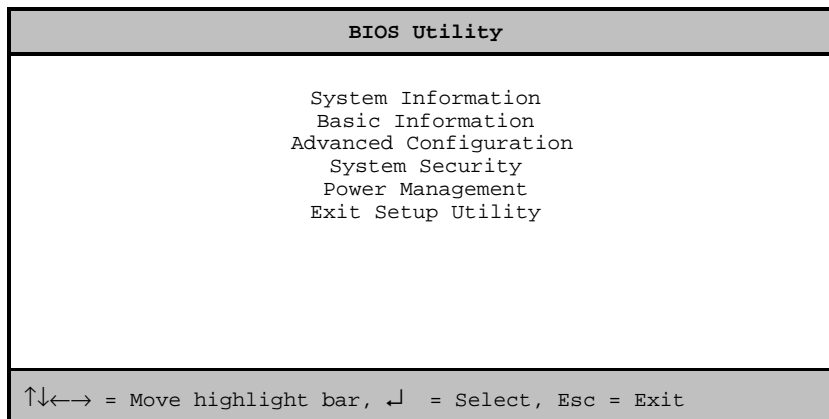 BIOS Utility
System Information
Basic Information
Advanced Configuration
System Security
Power Management
Exit Setup Utility
↑↓←→ = Move highlight bar, ↵ = Select, Esc = Exit